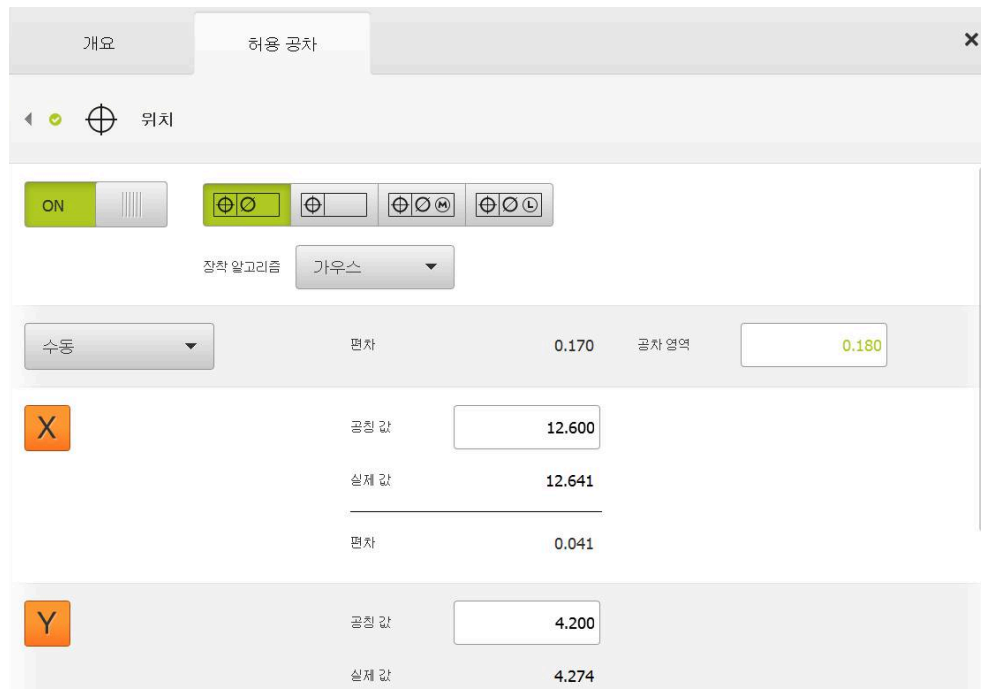 개요 허용 공차
위치
ON Ⓜ Ⓛ
장착 알고리즘 가우스
수동 편차 0.170 공차 영역 0.180
X 공칭 값 12.600
실제 값 12.641
편차 0.041
Y 공칭 값 4.200
실제 값 4.274